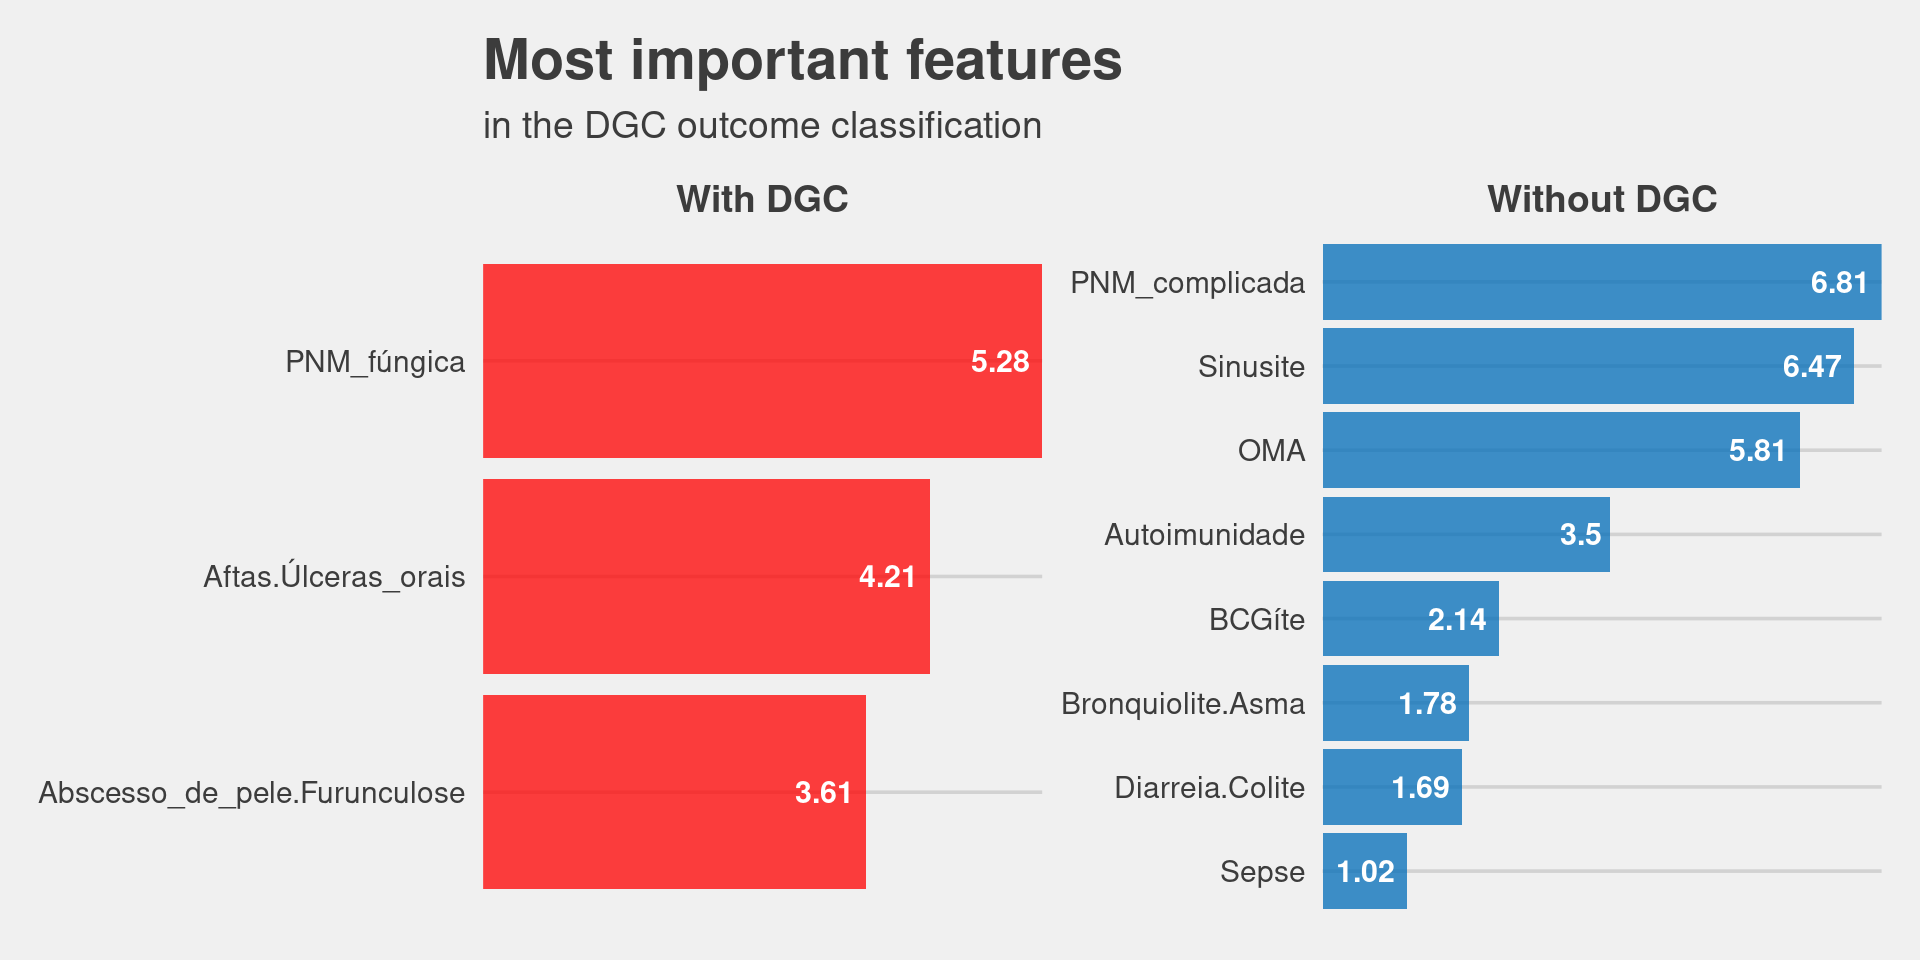 Most important features
in the DGC outcome classification
With DGC
PNM_fúngica 5.28
Aftas.Úlceras_orais 4.21
Abscesso_de_pele.Furunculose 3.61
Without DGC
PNM_complicada 6.81
Sinusite 6.47
OMA 5.81
Autoimunidade 3.5
BCGíte 2.14
Bronquiolite.Asma 1.78
Diarreia.Colite 1.69
Sepse 1.02